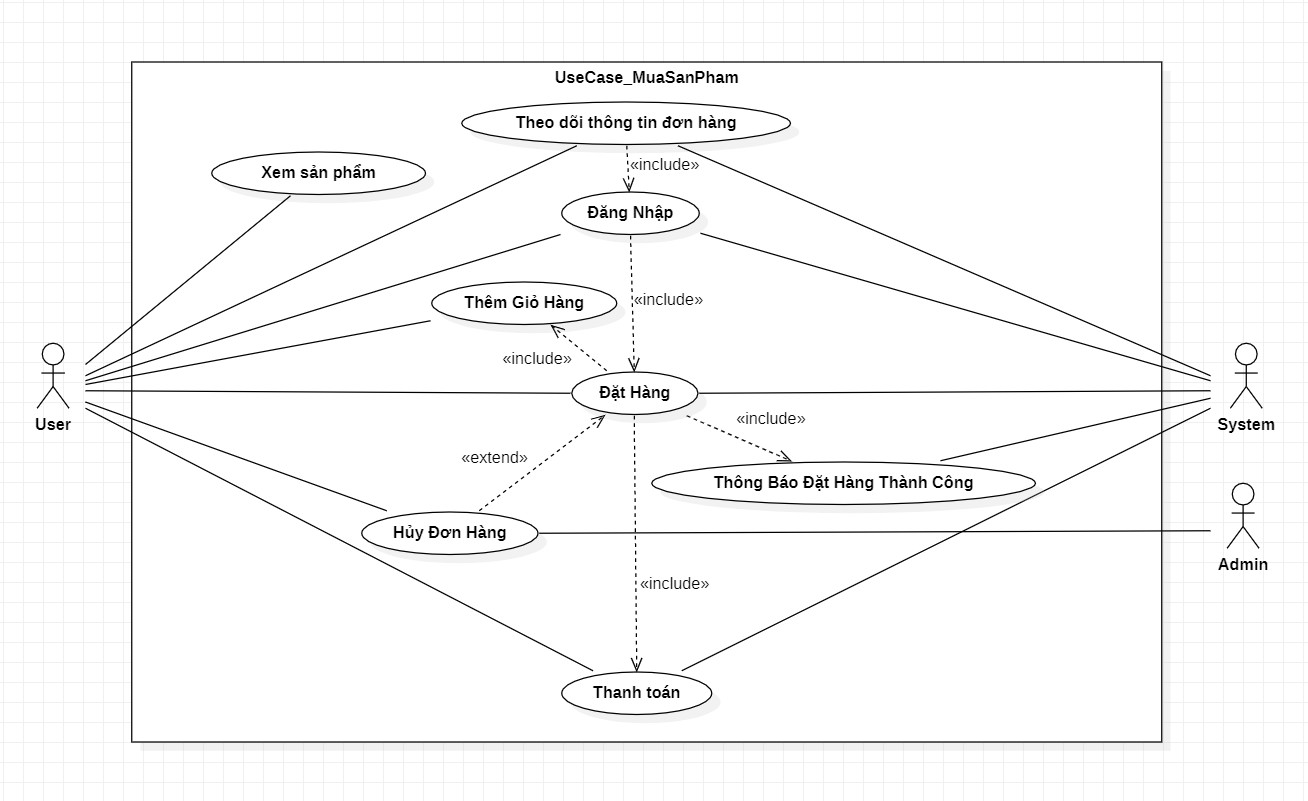 UseCase_MuaSanPham
Theo dõi thông tin đơn hàng
«include»
Xem sản phẩm
Đăng Nhập
«include»
Thêm Giỏ Hàng
«include»
Đặt Hàng
User
System
«include»
«extend»
Thông Báo Đặt Hàng Thành Công
Hủy Đơn Hàng
Admin
«include»
Thanh toán